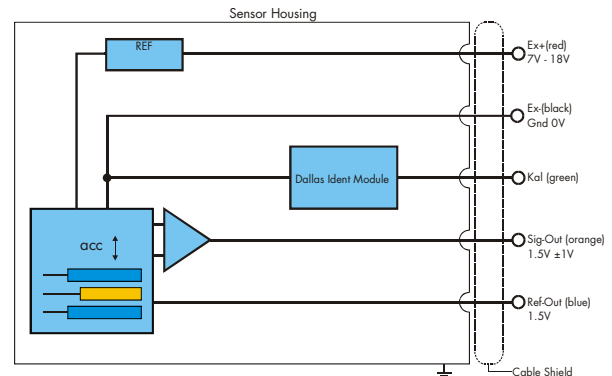 Sensor Housing
REF
Ex+(red)
7V - 18V
Ex-(black)
Gnd 0V
Dallas Ident Module
Kal (green)
acc
Sig-Out (orange)
1.5V ±1V
Ref-Out (blue)
1.5V
Cable Shield